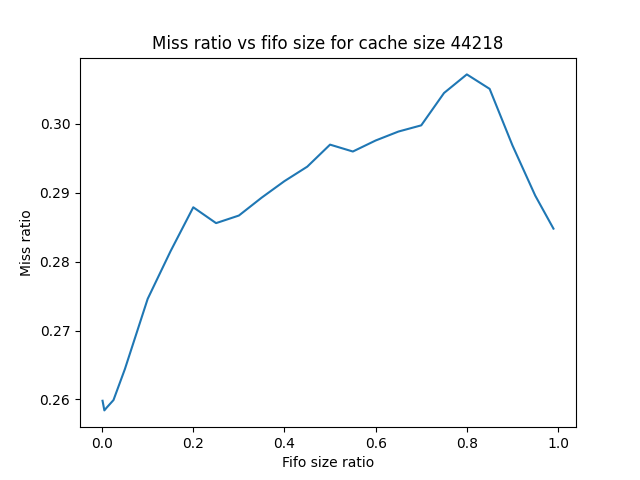 Miss ratio vs fifo size for cache size 44218
0.30
0.29
0.28
0.27
0.26
Miss ratio
0.0 0.2 0.4 0.6 0.8 1.0
Fifo size ratio